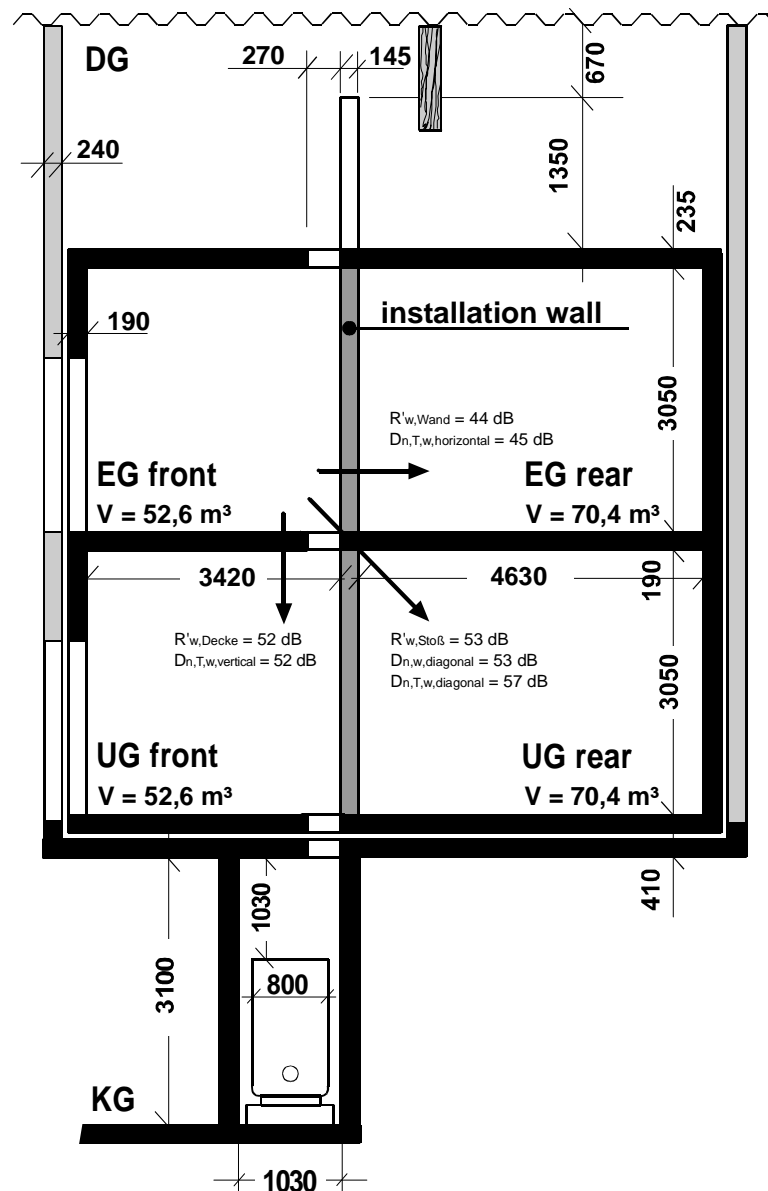 DG
270
145
670
240
1350
235
190
installation wall
3050
R'w,Wand = 44 dB
Dn,T,w,horizontal = 45 dB
EG front
V = 52,6 m³
EG rear
V = 70,4 m³
3420
4630
190
R'w,Decke = 52 dB
Dn,T,w,vertical = 52 dB
R'w,Stoß = 53 dB
Dn,w,diagonal = 53 dB
Dn,T,w,diagonal = 57 dB
3050
UG front
V = 52,6 m³
UG rear
V = 70,4 m³
1030
410
3100
800
KG
1030